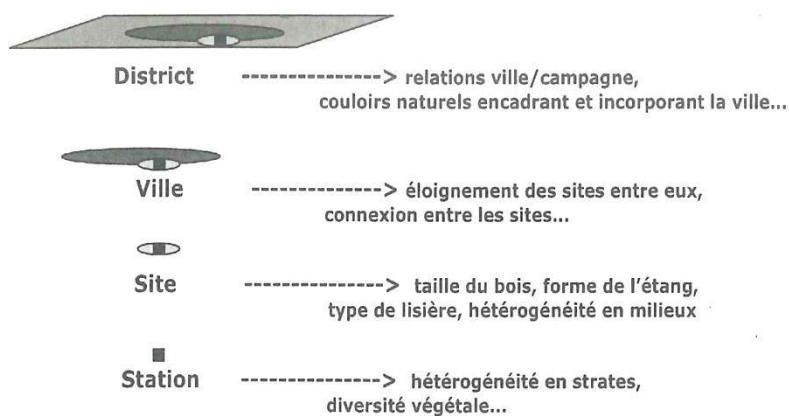 District ---------------> relations ville/campagne,
couloirs naturels encadrant et incorporant la ville...
Ville ---------------> éloignement des sites entre eux,
connexion entre les sites...
Site ----------------> taille du bois, forme de l'étang,
type de lisière, hétérogénéité en milieux
Station ----------------> hétérogénéité en strates,
diversité végétale...